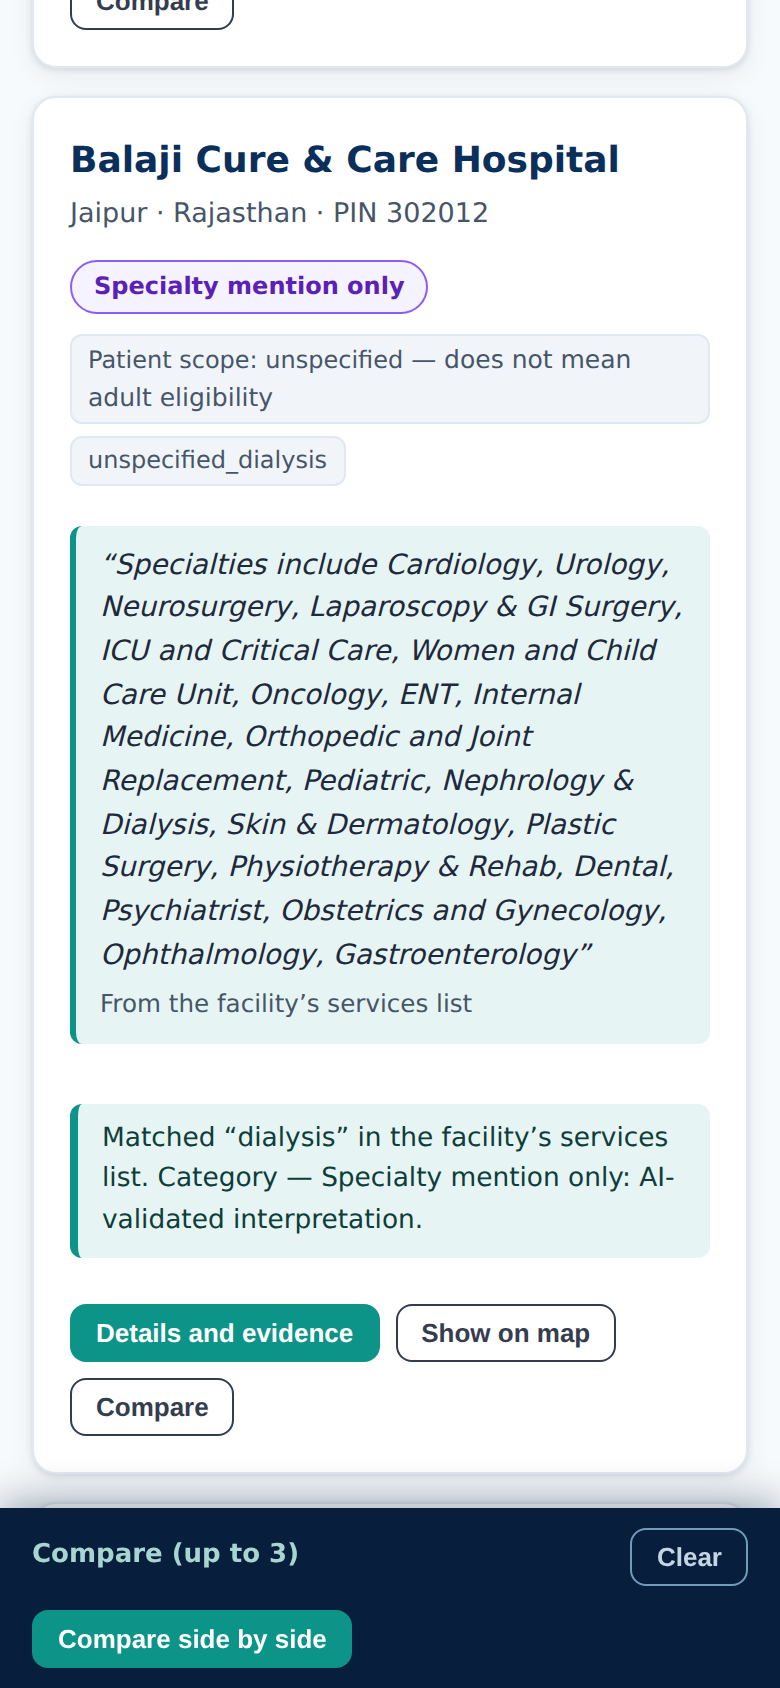 Compare
Balaji Cure & Care Hospital
Jaipur · Rajasthan · PIN 302012
Specialty mention only
Patient scope: unspecified — does not mean
adult eligibility
unspecified_dialysis
“Specialties include Cardiology, Urology,
Neurosurgery, Laparoscopy & GI Surgery,
ICU and Critical Care, Women and Child
Care Unit, Oncology, ENT, Internal
Medicine, Orthopedic and Joint
Replacement, Pediatric, Nephrology &
Dialysis, Skin & Dermatology, Plastic
Surgery, Physiotherapy & Rehab, Dental,
Psychiatrist, Obstetrics and Gynecology,
Ophthalmology, Gastroenterology”
From the facility’s services list
Matched “dialysis” in the facility’s services
list. Category — Specialty mention only: AI-
validated interpretation.
Details and evidence
Show on map
Compare
Compare (up to 3)
Clear
Compare side by side